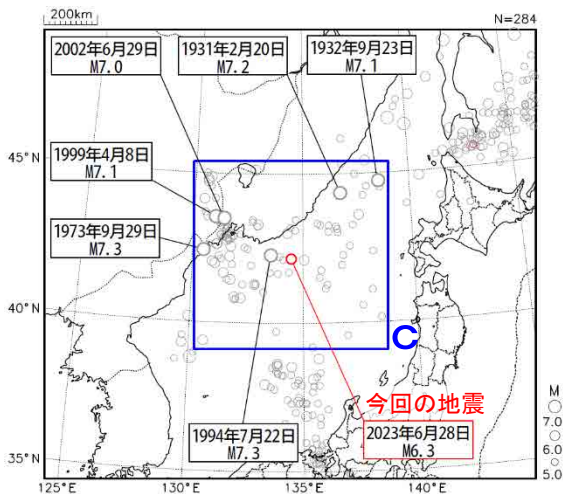 200km
N=284
2002年6月29日
M7.0
1931年2月20日
M7.2
1932年9月23日
M7.1
1999年4月8日
M7.1
1973年9月29日
M7.3
1994年7月22日
M7.3
今回の地震
2023年6月28日
M6.3
C
45°N
40°N
35°N
125°E
130°E
135°E
140°E
145°E
M
7.0
6.0
5.0